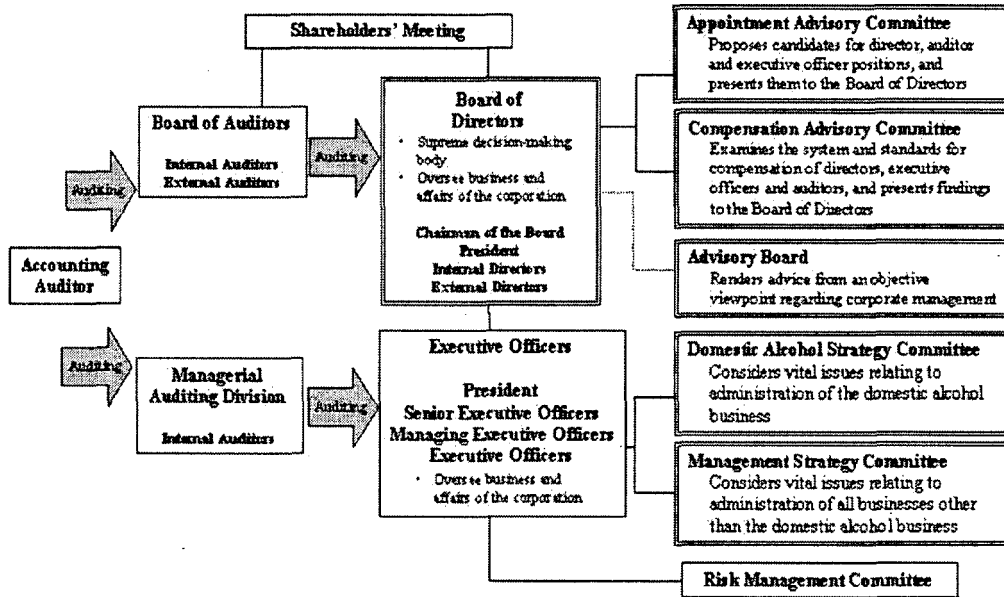 Shareholders' Meeting
Board of Auditors
Internal Auditors
External Auditors
Auditing
Auditing
Board of
Directors
• Supreme decision-making
body
• Oversee business and
affairs of the corporation
Chairman of the Board
President
Internal Directors
External Directors
Accounting
Auditor
Auditing
Managerial
Auditing Division
Internal Auditors
Auditing
Executive Officers
President
Senior Executive Officers
Managing Executive Officers
Executive Officers
• Oversee business and
affairs of the corporation
Appointment Advisory Committee
Proposes candidates for director, auditor
and executive officer positions, and
presents them to the Board of Directors
Compensation Advisory Committee
Examines the system and standards for
compensation of directors, executive
officers and auditors, and presents findings
to the Board of Directors
Advisory Board
Renders advice from an objective
viewpoint regarding corporate management
Domestic Alcohol Strategy Committee
Considers vital issues relating to
administration of the domestic alcohol
business
Management Strategy Committee
Considers vital issues relating to
administration of all businesses other
than the domestic alcohol business
Risk Management Committee